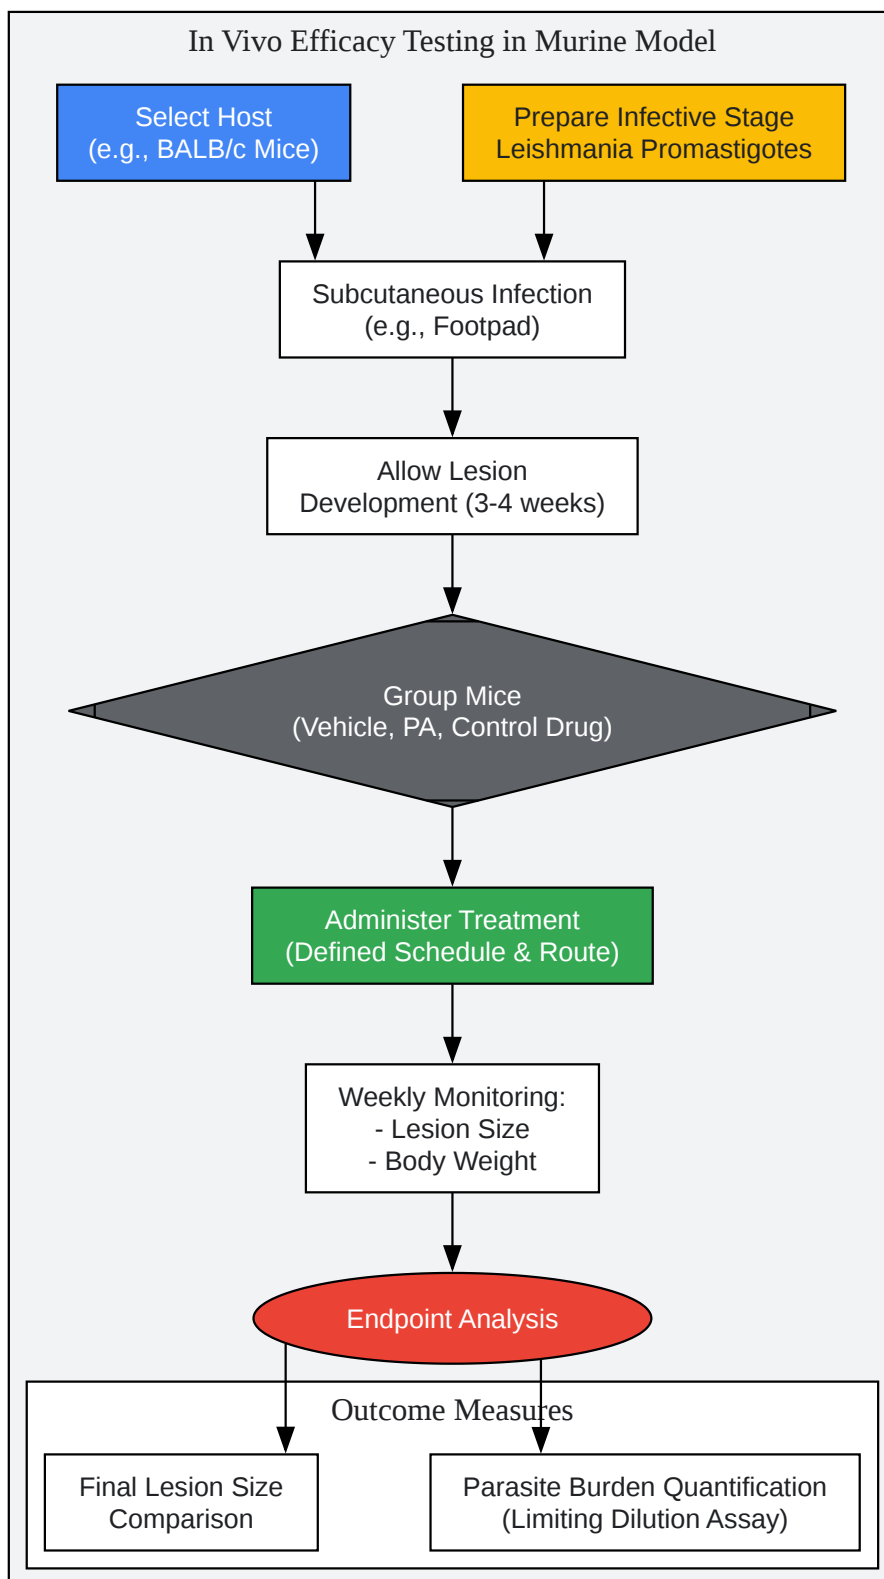 In Vivo Efficacy Testing in Murine Model
Select Host
(e.g., BALB/c Mice)
Prepare Infective Stage
Leishmania Promastigotes
Subcutaneous Infection
(e.g., Footpad)
Allow Lesion
Development (3-4 weeks)
Group Mice
(Vehicle, PA, Control Drug)
Administer Treatment
(Defined Schedule & Route)
Weekly Monitoring:
- Lesion Size
- Body Weight
Endpoint Analysis
Outcome Measures
Final Lesion Size
Comparison
Parasite Burden Quantification
(Limiting Dilution Assay)